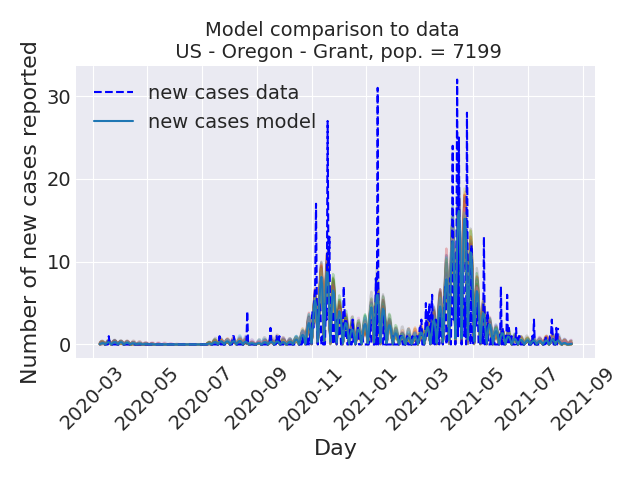 Model comparison to data
US - Oregon - Grant, pop. = 7199
Number of new cases reported
30
20
10
0
new cases data
new cases model
2020-03
2020-05
2020-07
2020-09
2020-11
2021-01
2021-03
2021-05
2021-07
2021-09
Day